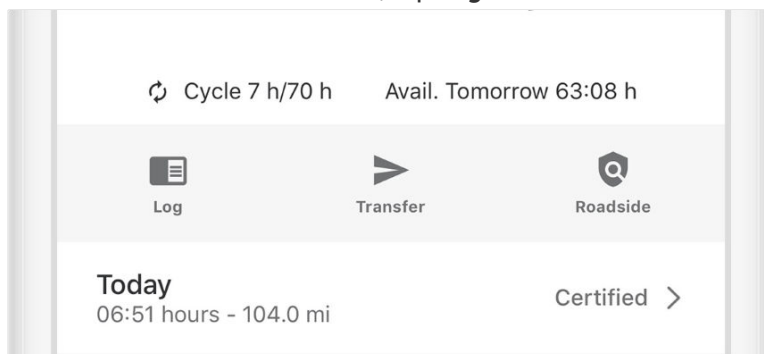 Cycle 7 h/70 h Avail. Tomorrow 63:08 h
Log Transfer Roadside
Today
06:51 hours - 104.0 mi
Certified